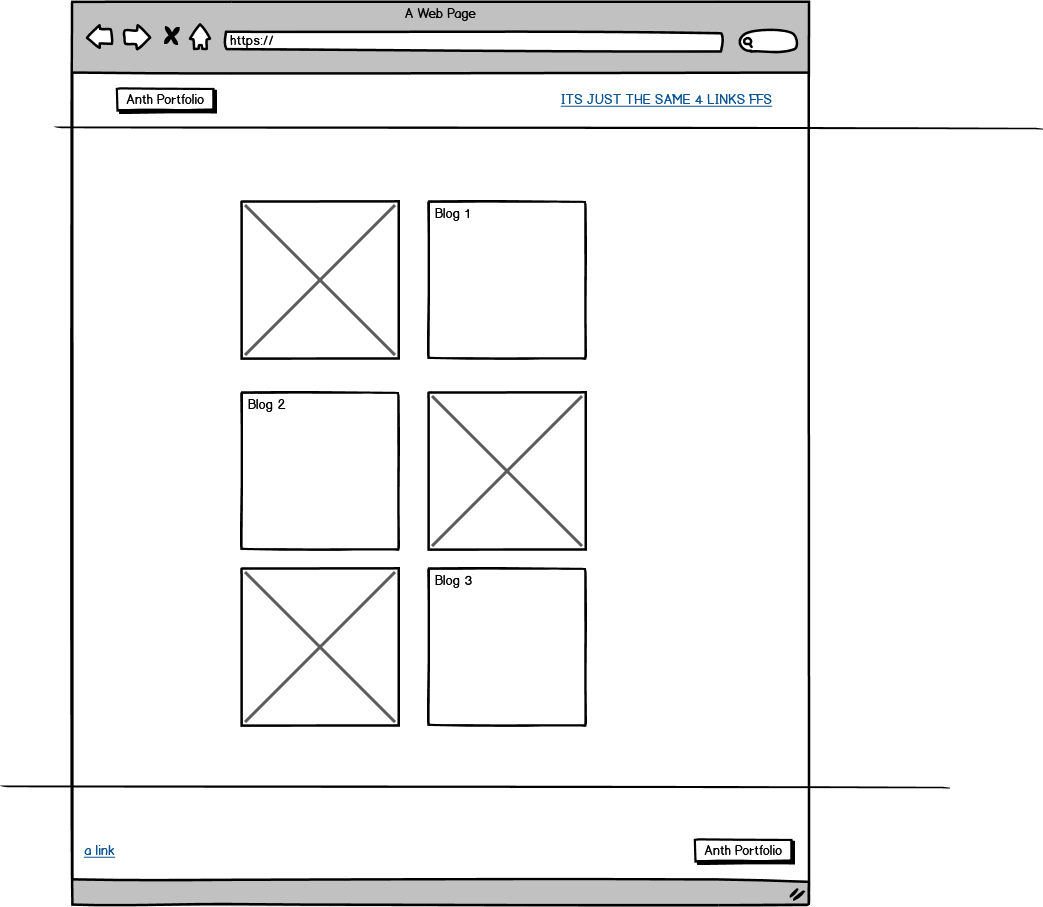 A Web Page
https://
Anth Portfolio
ITS JUST THE SAME 4 LINKS FFS
Blog 1
Blog 2
Blog 3
a link
Anth Portfolio